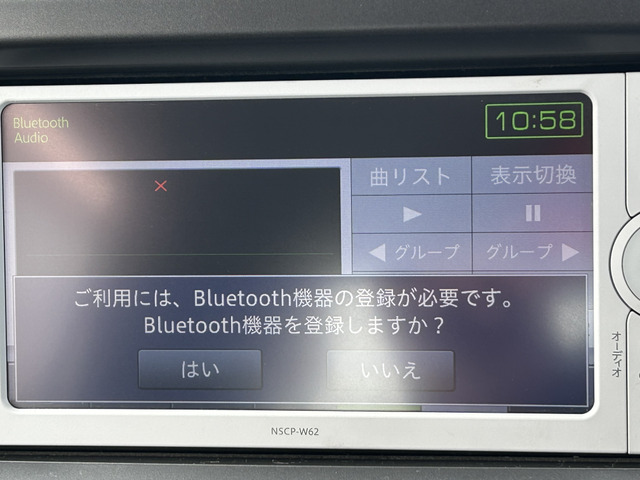 Bluetooth
Audio
10:58
曲リスト 表示切換
▶ ❚❚
◀ グループ グループ ▶
ご利用には、Bluetooth機器の登録が必要です。
Bluetooth機器を登録しますか？
はい いいえ
オーディオ
NSCP-W62